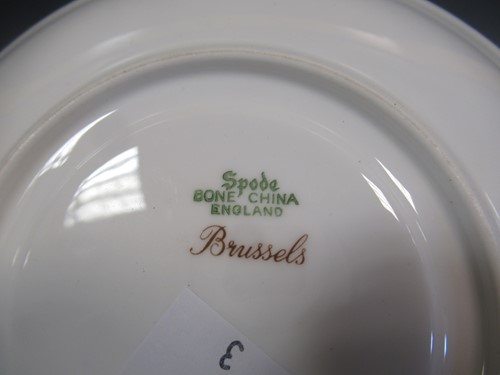 Spode
BONE CHINA
ENGLAND
Brussels
3